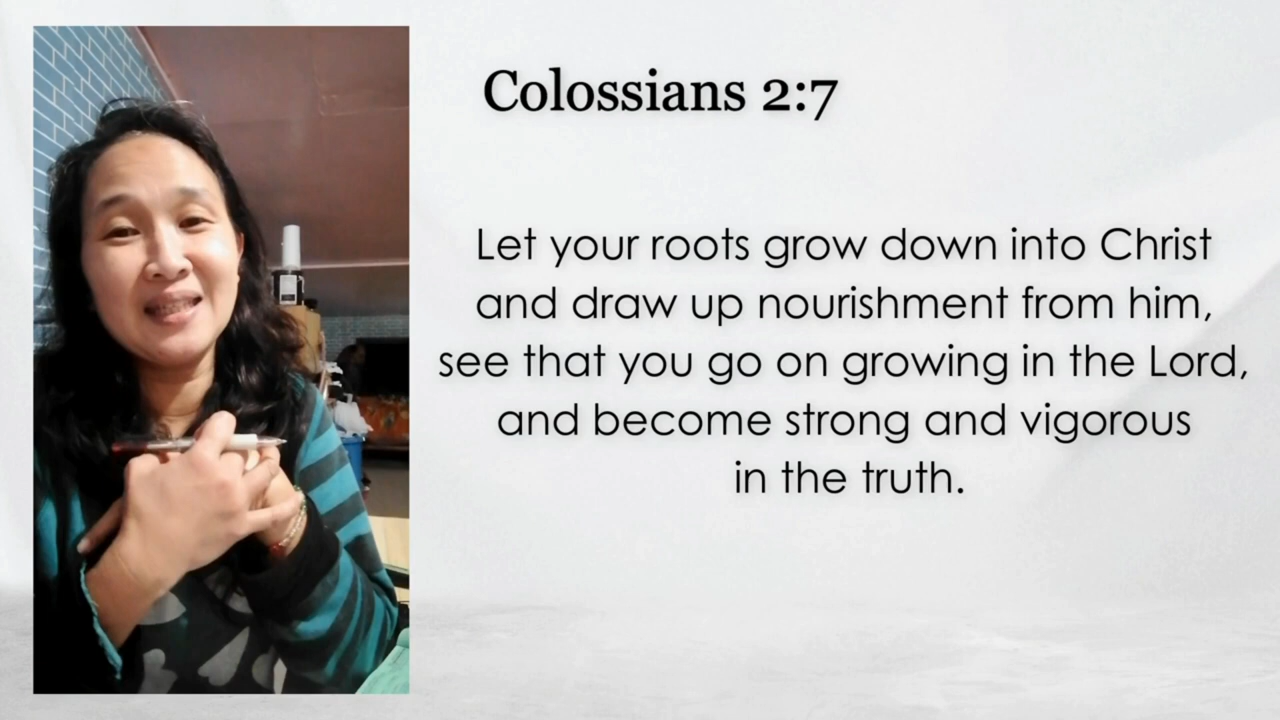 Colossians 2:7
Let your roots grow down into Christ
and draw up nourishment from him,
see that you go on growing in the Lord,
and become strong and vigorous
in the truth.